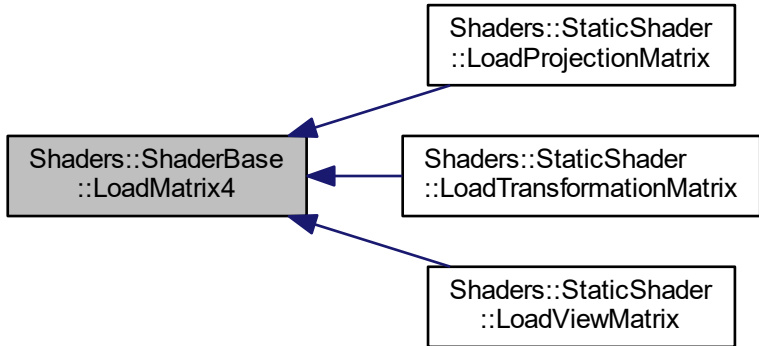 Shaders::StaticShader
::LoadProjectionMatrix
Shaders::ShaderBase
::LoadMatrix4
Shaders::StaticShader
::LoadTransformationMatrix
Shaders::StaticShader
::LoadViewMatrix